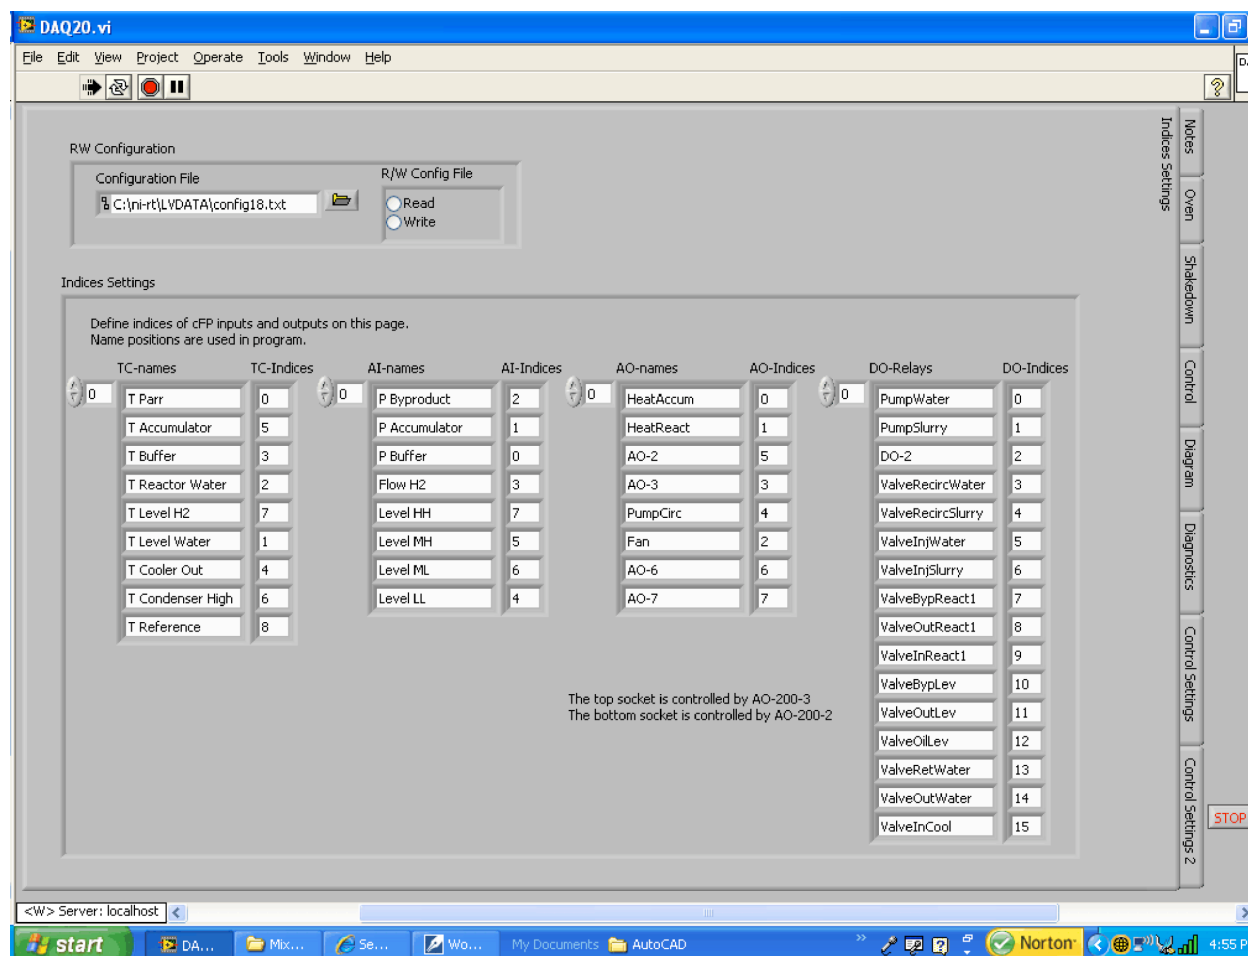 DAQ20.vi
File Edit View Project Operate Tools Window Help
RW Configuration
Configuration File
R/W Config File
C:\ni-rt\LVDATA\config18.txt
Read
Write
Indices Settings
Define indices of cFP inputs and outputs on this page.
Name positions are used in program.
TC-names TC-Indices AI-names AI-Indices AO-names AO-Indices DO-Relays DO-Indices
0 T Parr 0 0 P Byproduct 2 0 HeatAccum 0 0 PumpWater 0
T Accumulator 5 P Accumulator 1 HeatReact 1 PumpSlurry 1
T Buffer 3 P Buffer 0 AO-2 5 DO-2 2
T Reactor Water 2 Flow H2 3 AO-3 3 ValveRecircWater 3
T Level H2 7 Level HH 7 PumpCirc 4 ValveRecircSlurry 4
T Level Water 1 Level MH 5 Fan 2 ValveInjWater 5
T Cooler Out 4 Level ML 6 AO-6 6 ValveInjSlurry 6
T Condenser High 6 Level LL 4 AO-7 7 ValveBypReact1 7
T Reference 8 ValveOutReact1 8
ValveInReact1 9
ValveBypLev 10
The top socket is controlled by AO-200-3
The bottom socket is controlled by AO-200-2
ValveOutLev 11
ValveOilLev 12
ValveRetWater 13
ValveOutWater 14
ValveInCool 15
Indices Settings
Notes
Oven
Shakedown
Control
Diagram
Diagnostics
Control Settings
Control Settings 2
STOP
<W> Server: localhost
start DA... Mix... Se... Wo... My Documents AutoCAD Norton 4:55 P